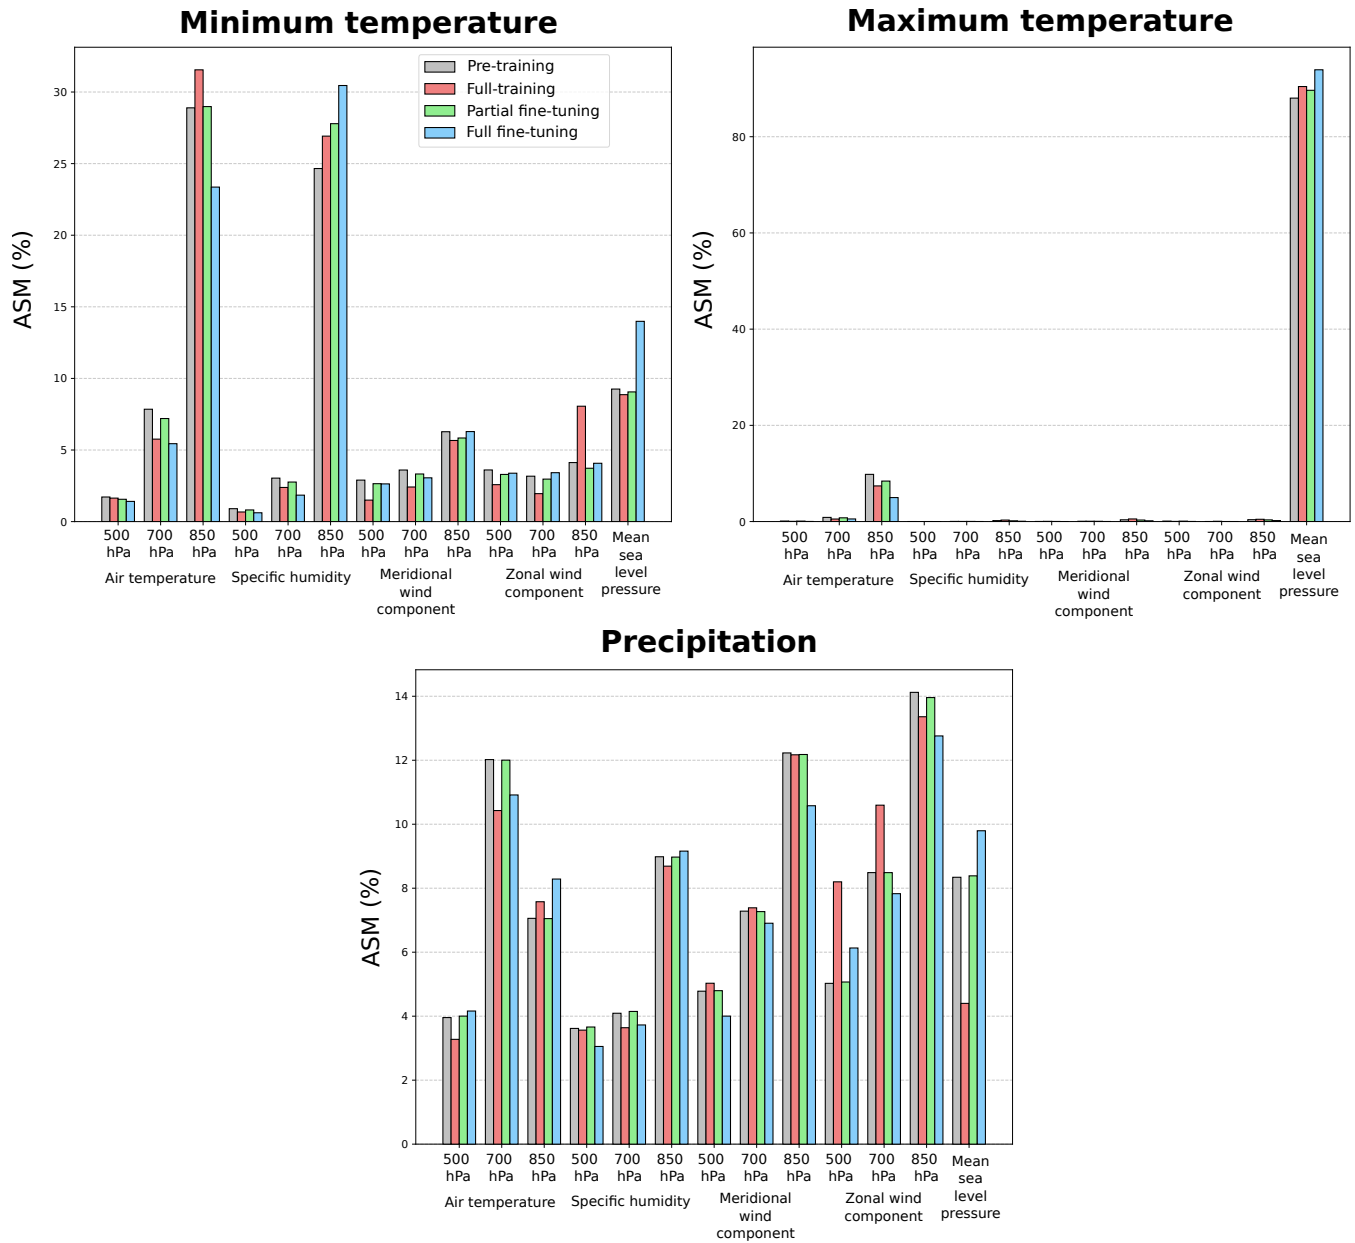 Minimum temperature
ASM (%)
30
25
20
15
10
5
0
Pre-training
Full-training
Partial fine-tuning
Full fine-tuning
500 700 850 500 700 850 500 700 850 500 700 850 Mean
hPa hPa hPa hPa hPa hPa hPa hPa hPa hPa hPa hPa sea
level
pressure
Air temperature
Specific humidity
Meridional
wind
component
Zonal wind
component
Maximum temperature
ASM (%)
80
60
40
20
0
500 700 850 500 700 850 500 700 850 500 700 850 Mean
hPa hPa hPa hPa hPa hPa hPa hPa hPa hPa hPa hPa sea
level
pressure
Air temperature
Specific humidity
Meridional
wind
component
Zonal wind
component
Precipitation
ASM (%)
14
12
10
8
6
4
2
0
500 700 850 500 700 850 500 700 850 500 700 850 Mean
hPa hPa hPa hPa hPa hPa hPa hPa hPa hPa hPa hPa sea
level
pressure
Air temperature
Specific humidity
Meridional
wind
component
Zonal wind
component